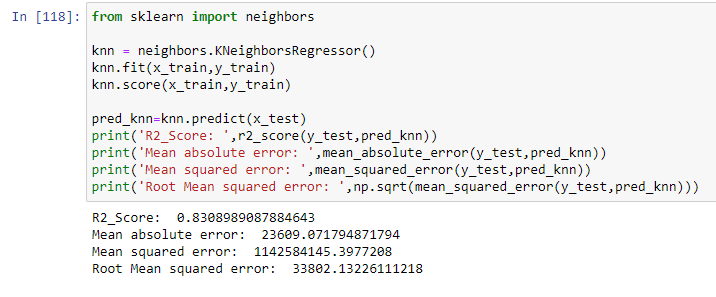 In [118]: from sklearn import neighbors
knn = neighbors.KNeighborsRegressor()
knn.fit(x_train,y_train)
knn.score(x_train,y_train)
pred_knn=knn.predict(x_test)
print('R2_Score: ',r2_score(y_test,pred_knn))
print('Mean absolute error: ',mean_absolute_error(y_test,pred_knn))
print('Mean squared error: ',mean_squared_error(y_test,pred_knn))
print('Root Mean squared error: ',np.sqrt(mean_squared_error(y_test,pred_knn)))
R2_Score:  0.8308989087884643
Mean absolute error:  23609.071794871794
Mean squared error:  1142584145.3977208
Root Mean squared error:  33802.13226111218